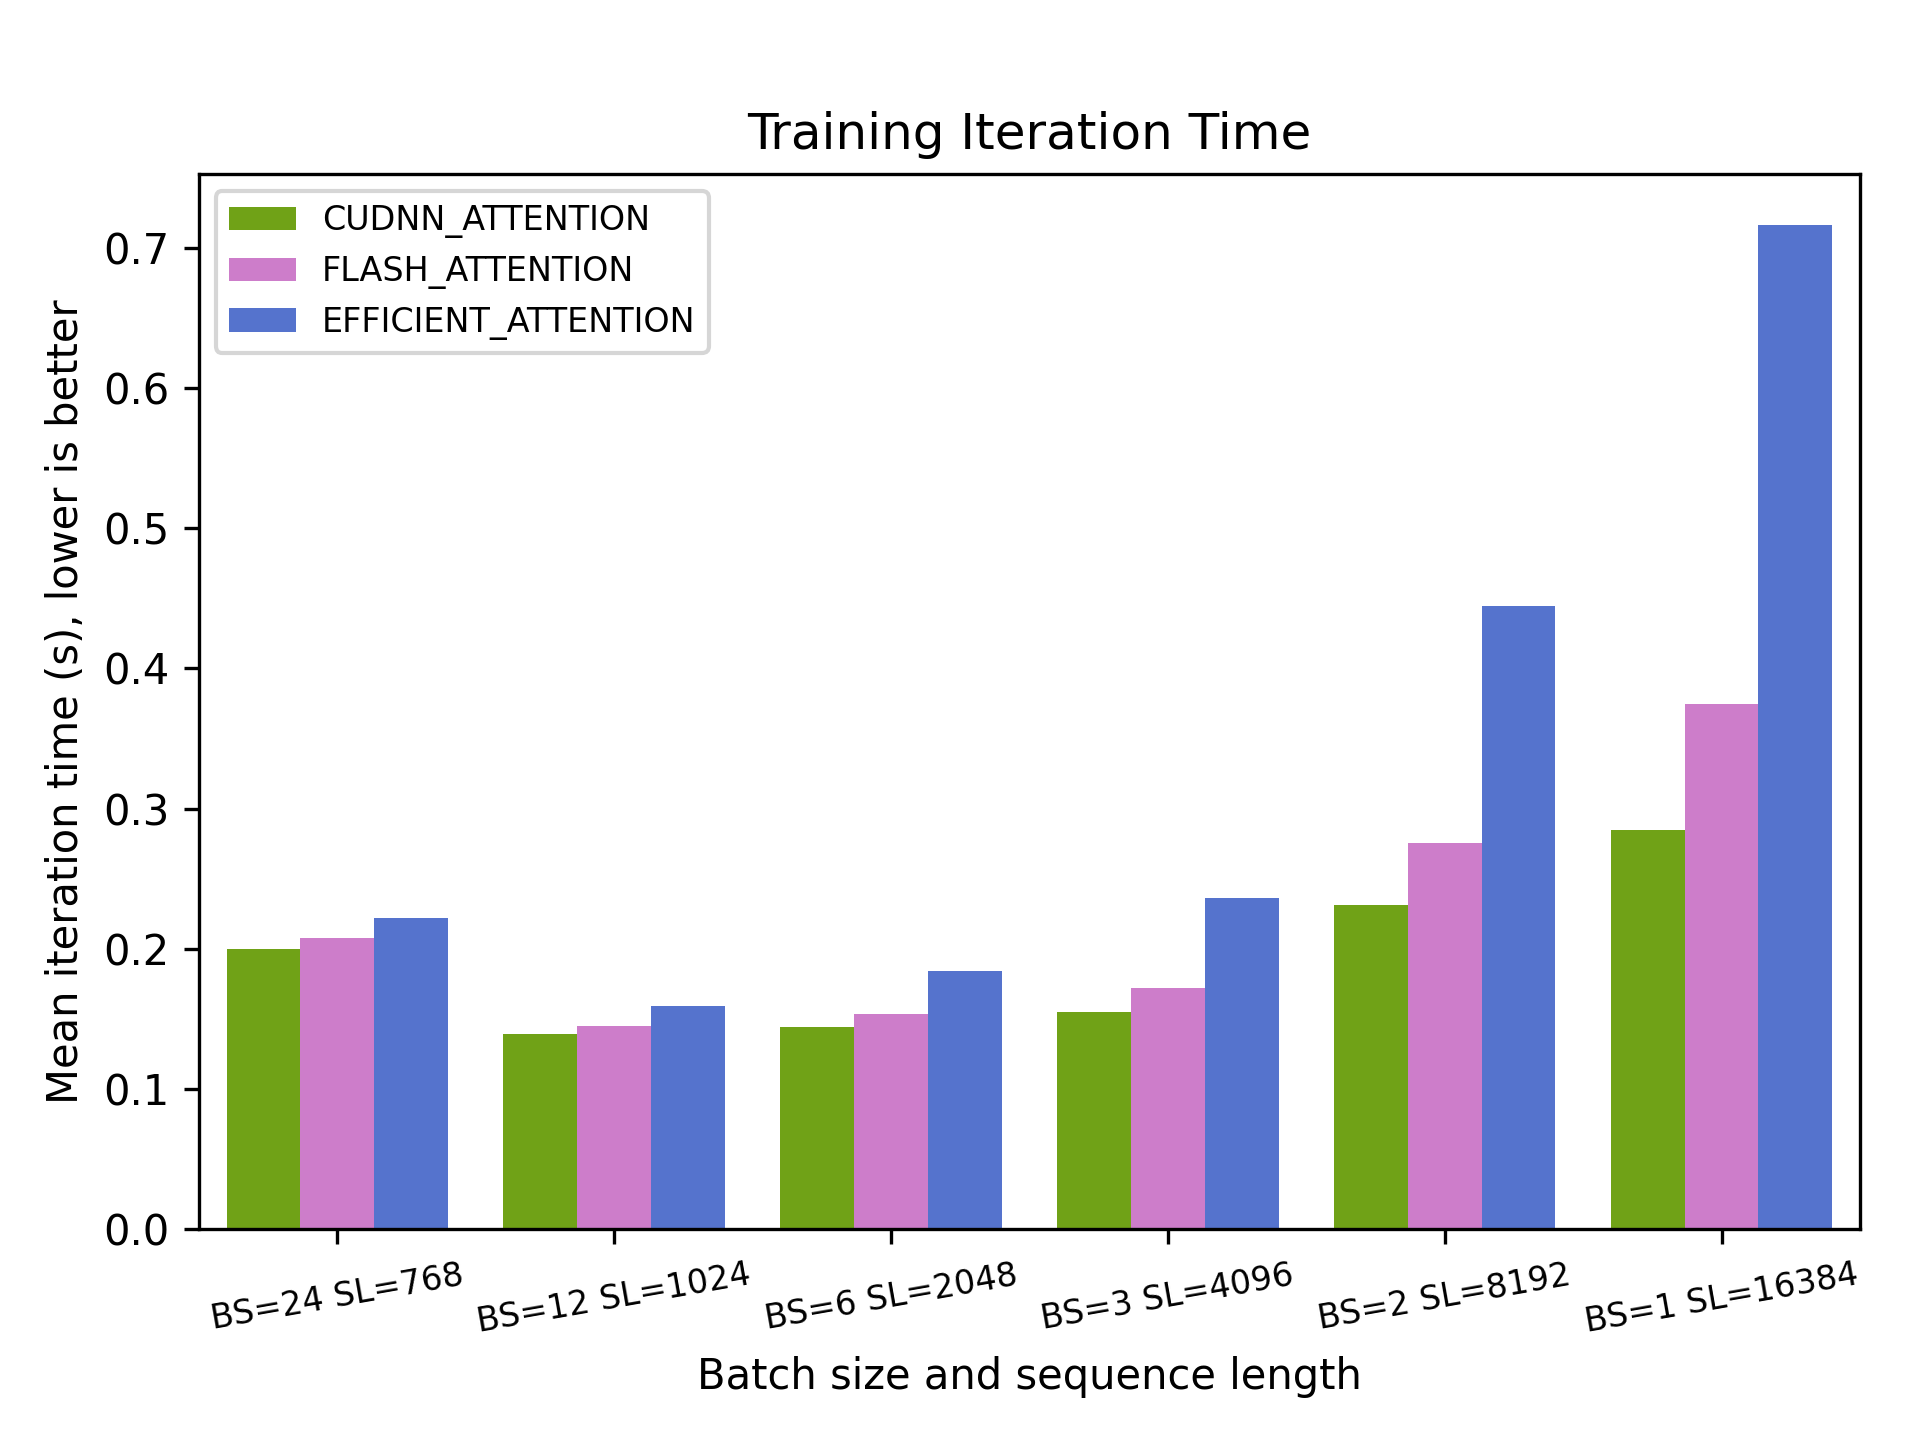 Training Iteration Time
CUDNN_ATTENTION
FLASH_ATTENTION
EFFICIENT_ATTENTION
Mean iteration time (s), lower is better
0.7
0.6
0.5
0.4
0.3
0.2
0.1
0.0
BS=24 SL=768
BS=12 SL=1024
BS=6 SL=2048
BS=3 SL=4096
BS=2 SL=8192
BS=1 SL=16384
Batch size and sequence length